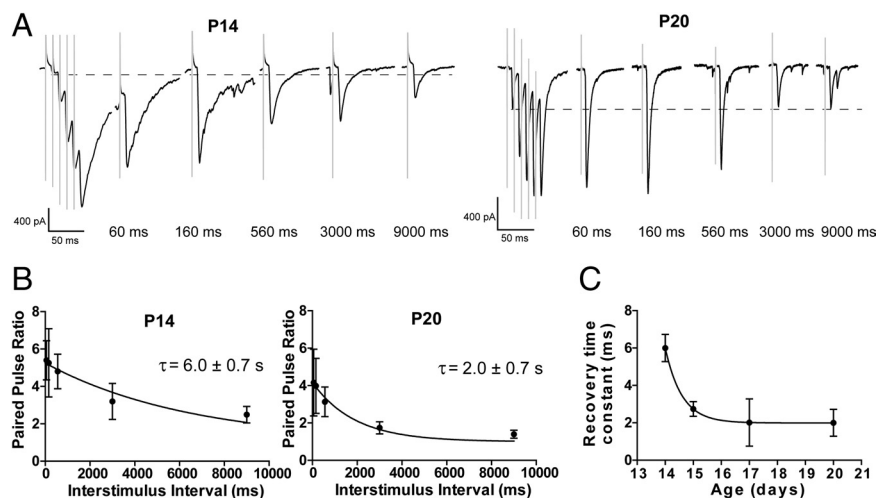 A
P14
P20
400 pA
50 ms
60 ms 160 ms 560 ms 3000 ms 9000 ms
400 pA
50 ms
60 ms 160 ms 560 ms 3000 ms 9000 ms
B
Paired Pulse Ratio
8
6
4
2
0
P14
τ = 6.0 ± 0.7 s
0 2000 4000 6000 8000 10000
Interstimulus Interval (ms)
Paired Pulse Ratio
8
6
4
2
0
P20
τ = 2.0 ± 0.7 s
0 2000 4000 6000 8000 10000
Interstimulus Interval (ms)
C
Recovery time
constant (ms)
8
6
4
2
0
13 14 15 16 17 18 19 20 21
Age (days)